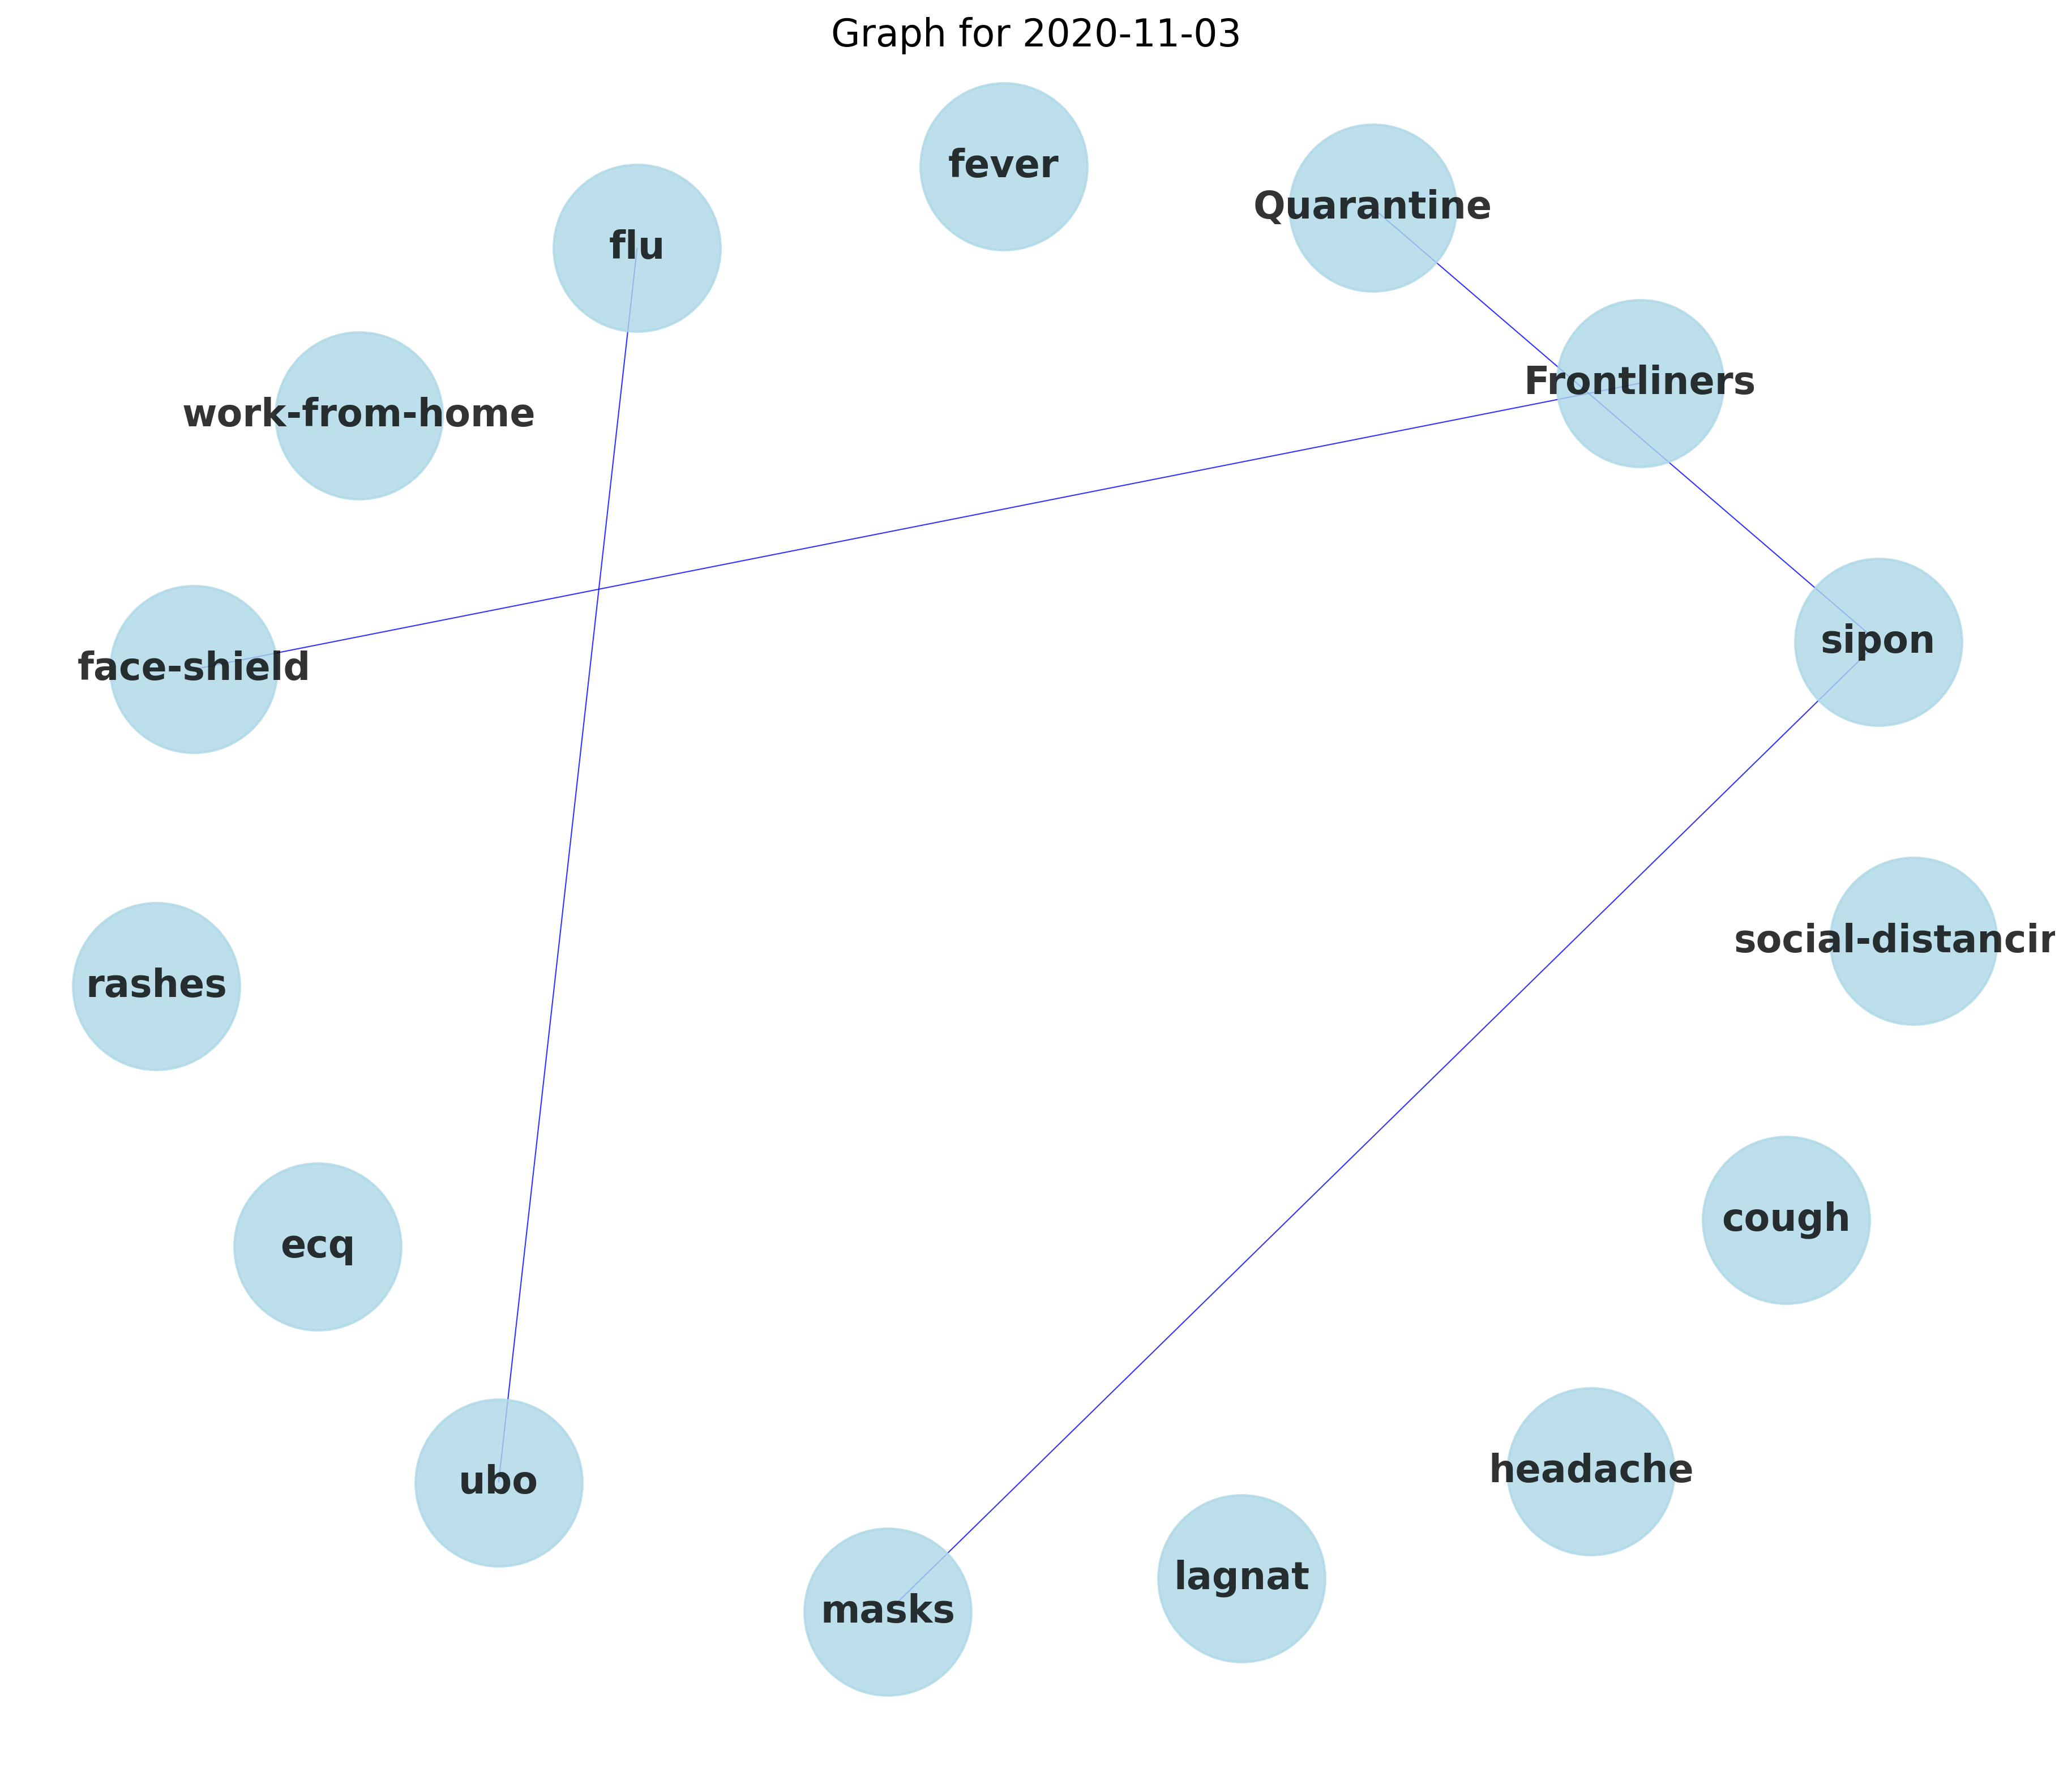 Graph for 2020-11-03
fever
Quarantine
flu
Frontliners
work-from-home
sipon
face-shield
social-distancir
rashes
cough
ecq
headache
ubo
lagnat
masks